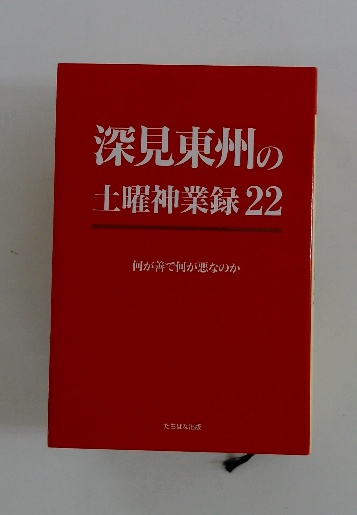 深見東州の
土曜神業録 22
何が善で何が悪なのか
たちばな出版